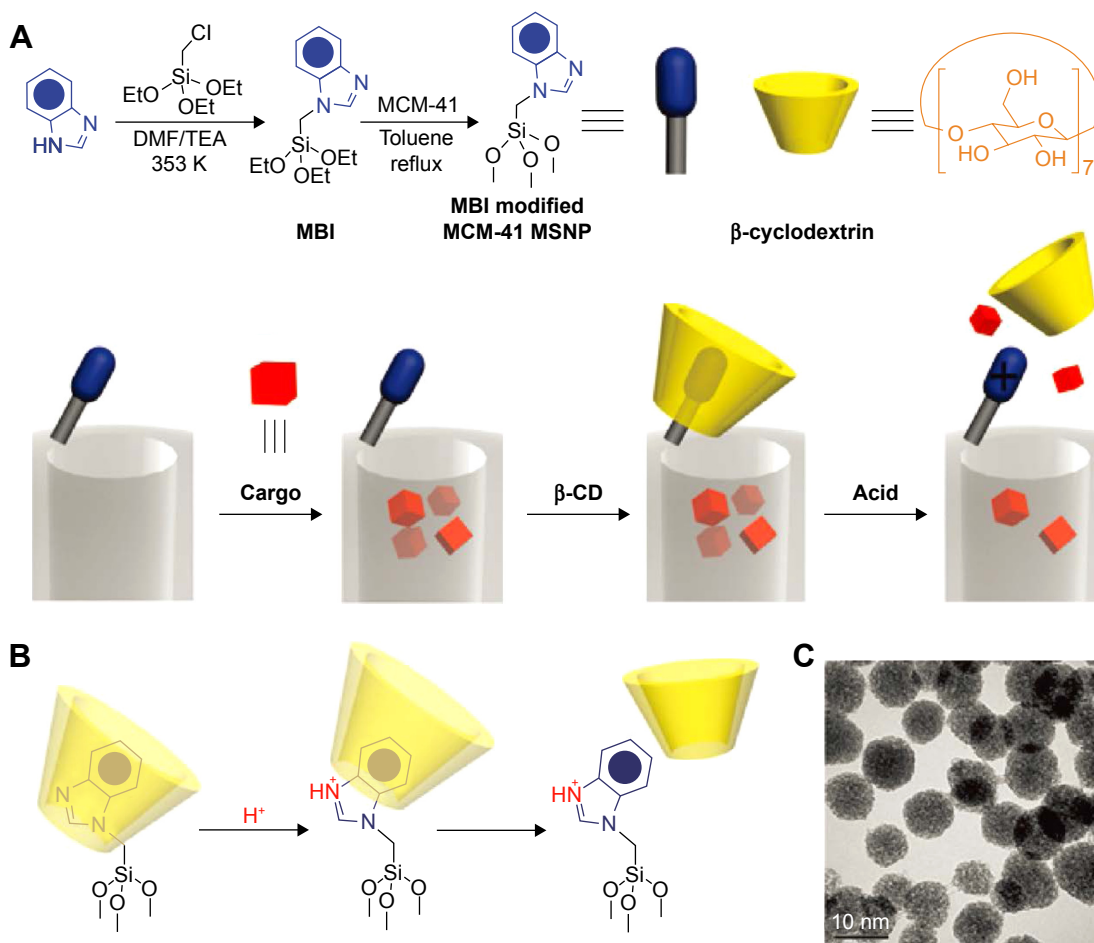 A
Cl
Si
EtO
OEt
OEt
HN
N
DMF/TEA
353 K
N
N
Si
EtO
OEt
OEt
MBI
MCM-41
Toluene
reflux
N
N
Si
O
O
O
MBI modified
MCM-41 MSNP
β-cyclodextrin
OH
O
O
HO
OH
7
Cargo
β-CD
Acid
+
B
N
N
Si
O
O
O
H+
HN
+
N
Si
O
O
O
HN
+
N
Si
O
O
O
C
10 nm